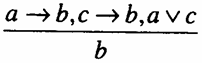 a → b, c → b, a ∨ c
b